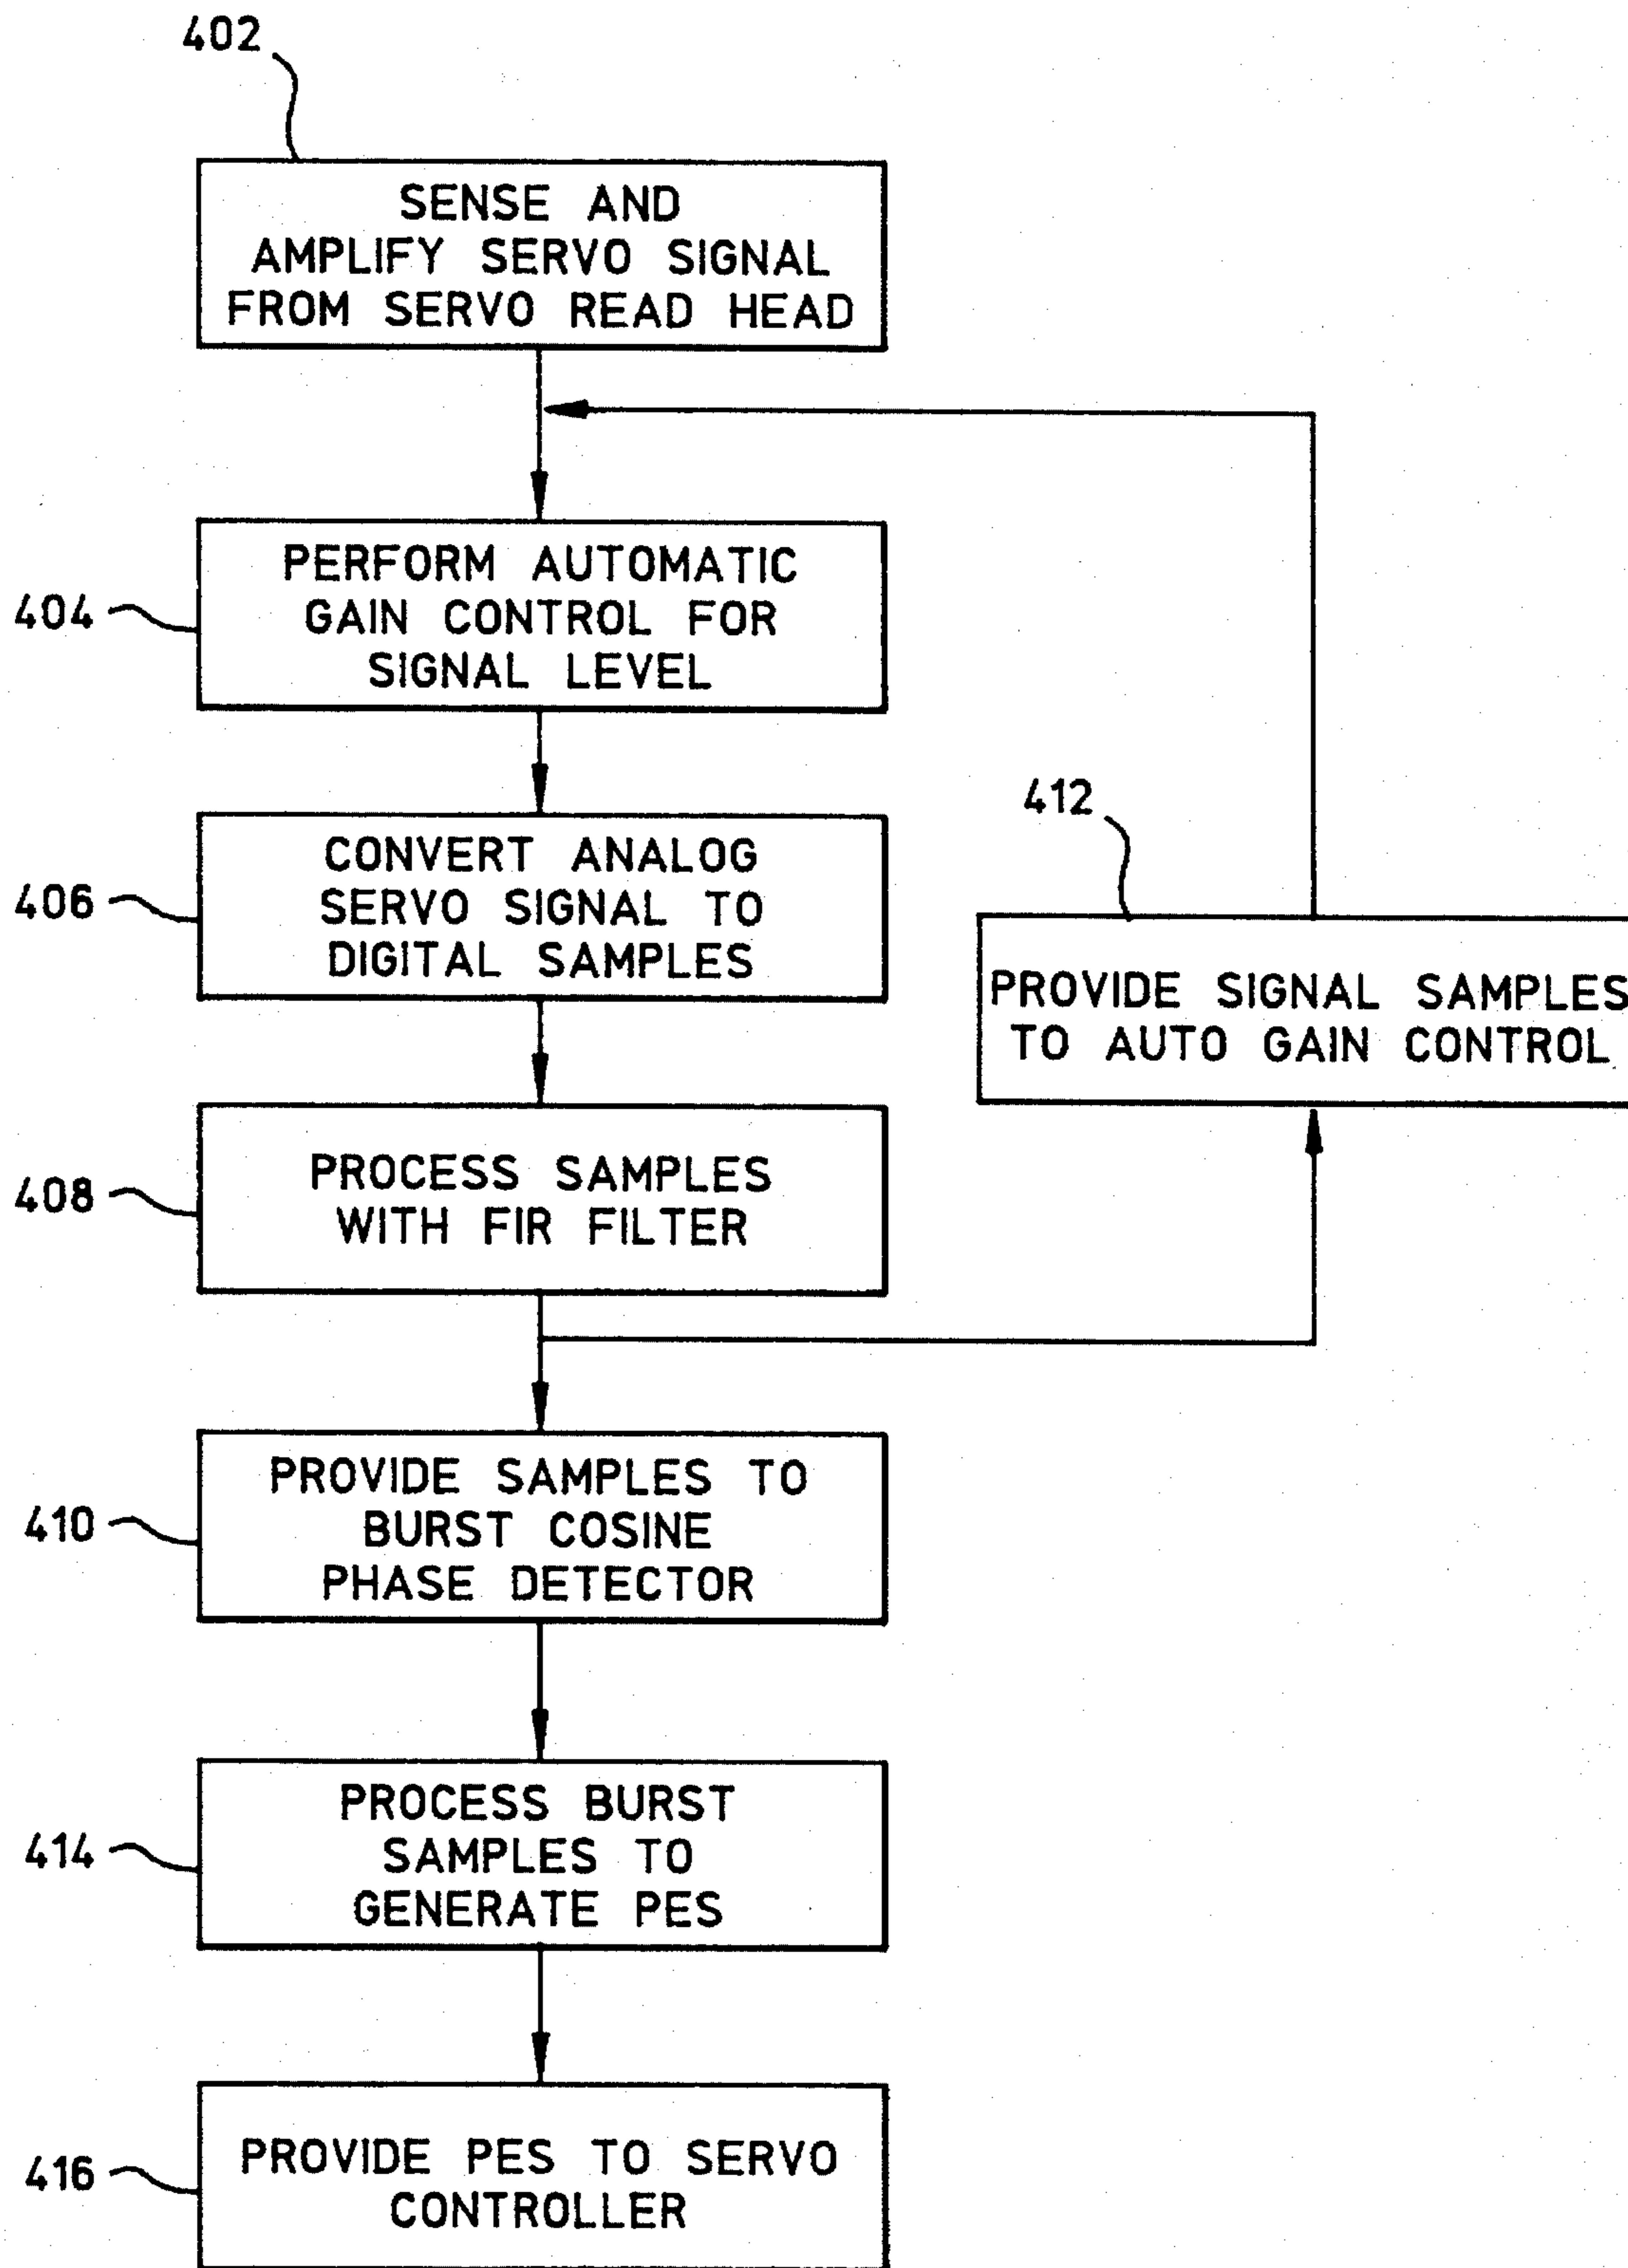 402
SENSE AND
AMPLIFY SERVO SIGNAL
FROM SERVO READ HEAD
404
PERFORM AUTOMATIC
GAIN CONTROL FOR
SIGNAL LEVEL
406
CONVERT ANALOG
SERVO SIGNAL TO
DIGITAL SAMPLES
412
PROVIDE SIGNAL SAMPLES
TO AUTO GAIN CONTROL
408
PROCESS SAMPLES
WITH FIR FILTER
410
PROVIDE SAMPLES TO
BURST COSINE
PHASE DETECTOR
414
PROCESS BURST
SAMPLES TO
GENERATE PES
416
PROVIDE PES TO SERVO
CONTROLLER